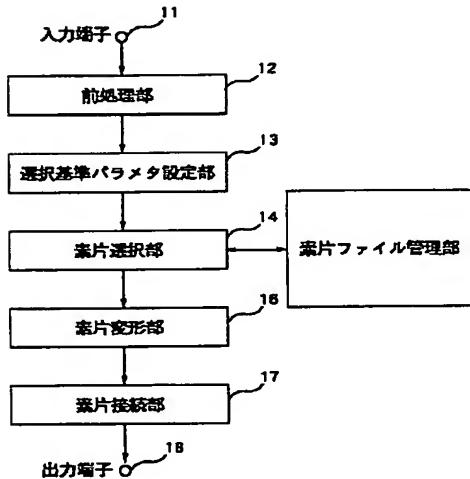 11
入力端子
12
前処理部
13
選択基準パラメタ設定部
14
素片選択部
素片ファイル管理部
16
素片変形部
17
素片接続部
18
出力端子